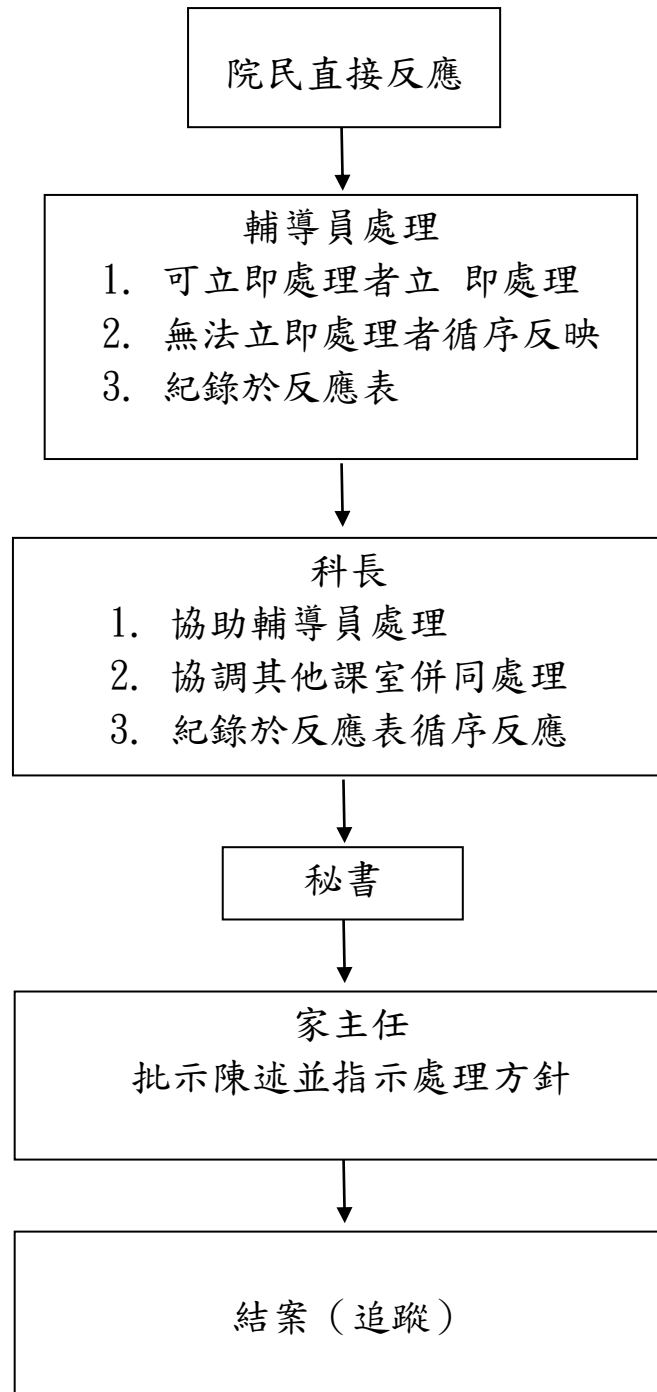 院民直接反應
輔導員處理
1. 可立即處理者立 即處理
2. 無法立即處理者循序反映
3. 紀錄於反應表
科長
1. 協助輔導員處理
2. 協調其他課室併同處理
3. 紀錄於反應表循序反應
秘書
家主任
批示陳述並指示處理方針
結案（追蹤）